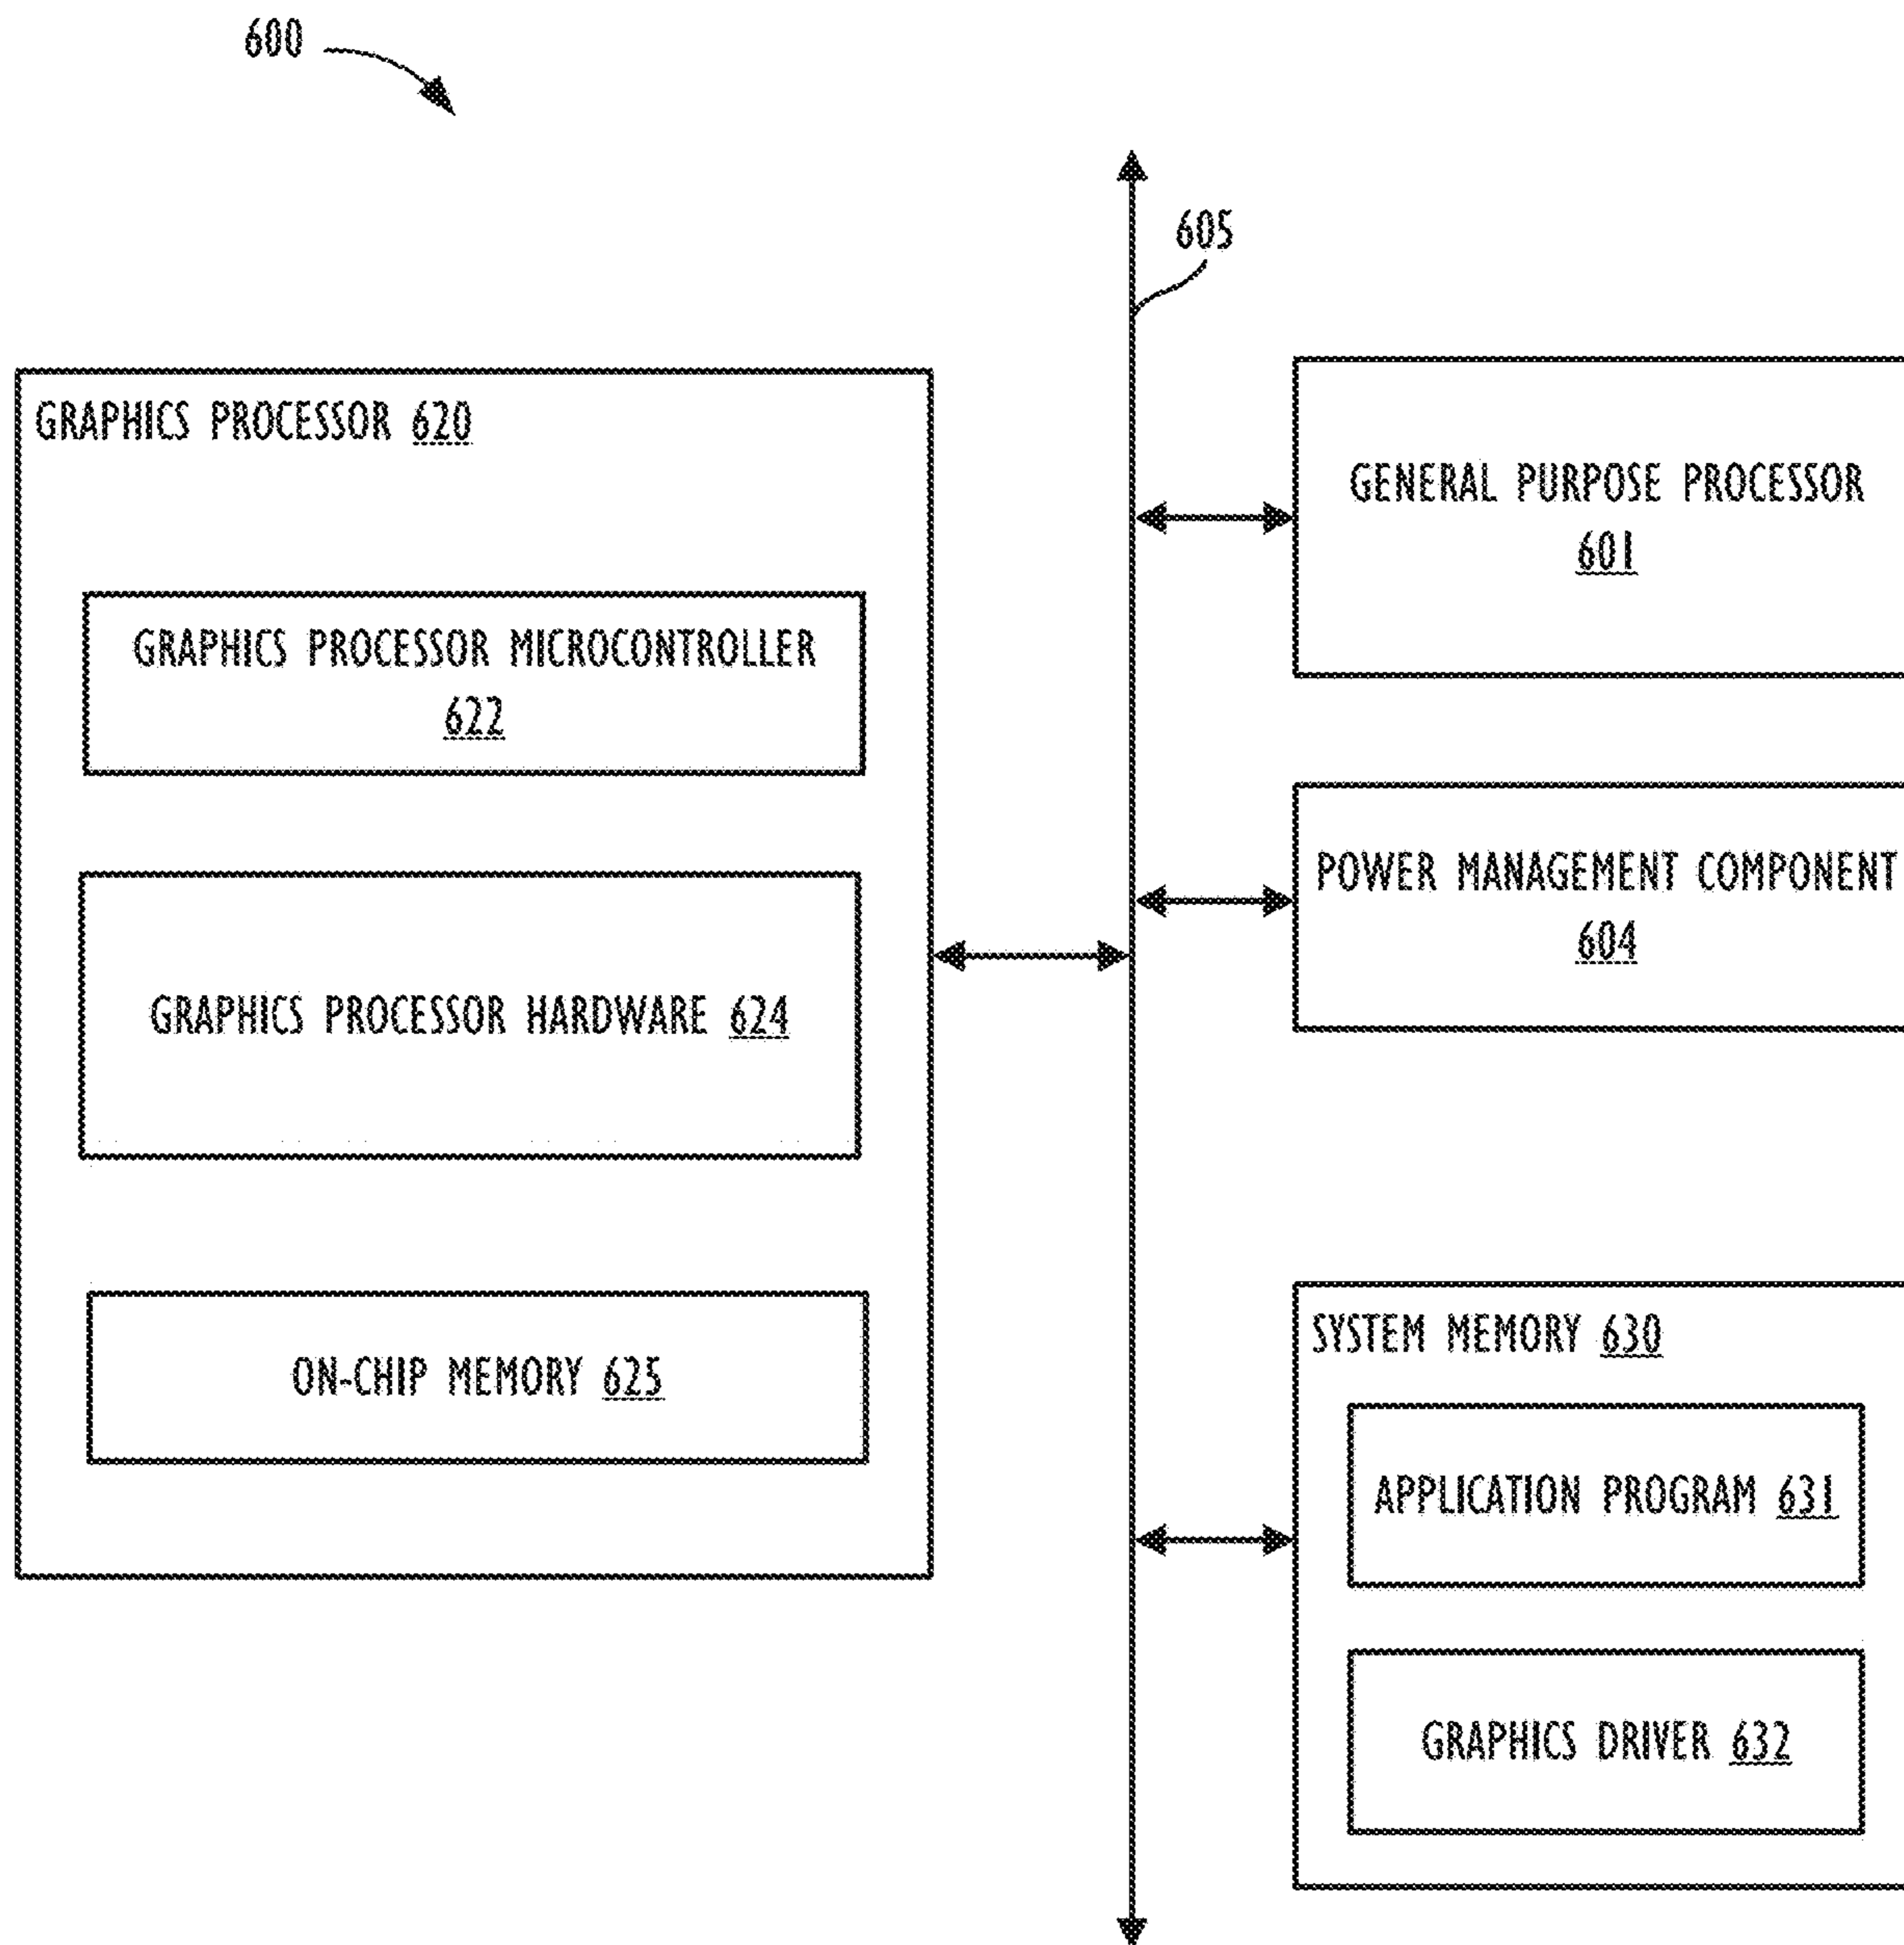 600
605
GRAPHICS PROCESSOR 620
GRAPHICS PROCESSOR MICROCONTROLLER
622
GRAPHICS PROCESSOR HARDWARE 624
ON-CHIP MEMORY 625
GENERAL PURPOSE PROCESSOR
601
POWER MANAGEMENT COMPONENT
604
SYSTEM MEMORY 630
APPLICATION PROGRAM 631
GRAPHICS DRIVER 632